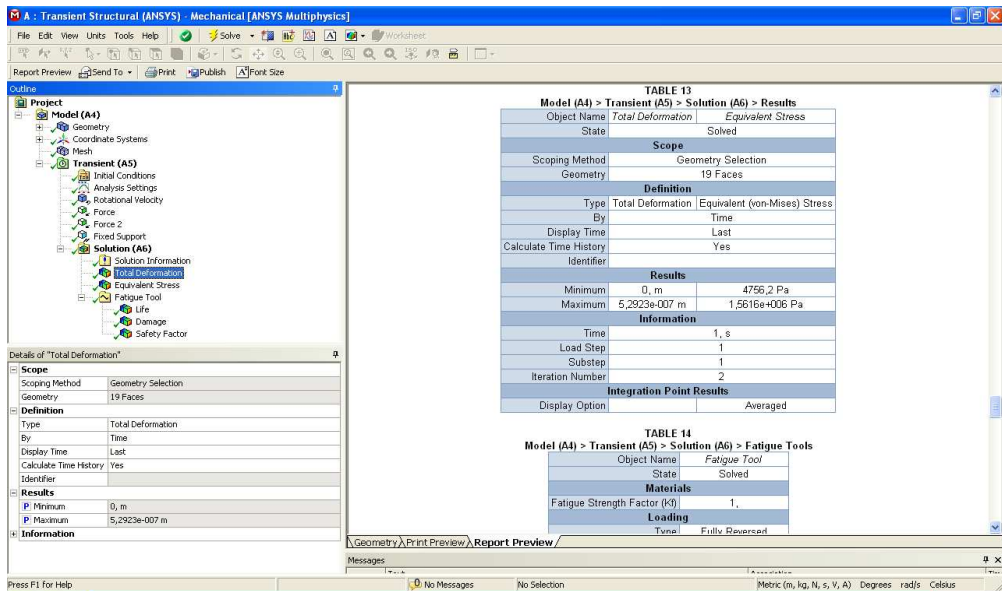 A : Transient Structural (ANSYS) - Mechanical [ANSYS Multiphysics]
File Edit View Units Tools Help Solve Worksheet
Report Preview Send To Print Publish Font Size
Outline
Project
Model (A4)
Geometry
Coordinate Systems
Mesh
Transient (A5)
Initial Conditions
Analysis Settings
Rotational Velocity
Force
Force 2
Fixed Support
Solution (A6)
Solution Information
Total Deformation
Equivalent Stress
Fatigue Tool
Life
Damage
Safety Factor
Details of "Total Deformation"
Scope
Scoping Method Geometry Selection
Geometry 19 Faces
Definition
Type Total Deformation
By Time
Display Time Last
Calculate Time History Yes
Identifier
Results
P Minimum 0, m
P Maximum 5,2923e-007 m
Information
TABLE 13
Model (A4) > Transient (A5) > Solution (A6) > Results
Object Name Total Deformation Equivalent Stress
State Solved
Scope
Scoping Method Geometry Selection
Geometry 19 Faces
Definition
Type Total Deformation Equivalent (von-Mises) Stress
By Time
Display Time Last
Calculate Time History Yes
Identifier
Results
Minimum 0, m 4756,2 Pa
Maximum 5,2923e-007 m 1,5616e+006 Pa
Information
Time 1, s
Load Step 1
Substep 1
Iteration Number 2
Integration Point Results
Display Option Averaged
TABLE 14
Model (A4) > Transient (A5) > Solution (A6) > Fatigue Tools
Object Name Fatigue Tool
State Solved
Materials
Fatigue Strength Factor (Kf) 1,
Loading
Type Fully Reversed
Geometry Print Preview Report Preview
Messages
Press F1 for Help 0 No Messages No Selection Metric (m, kg, N, s, V, A) Degrees rad/s Celsius